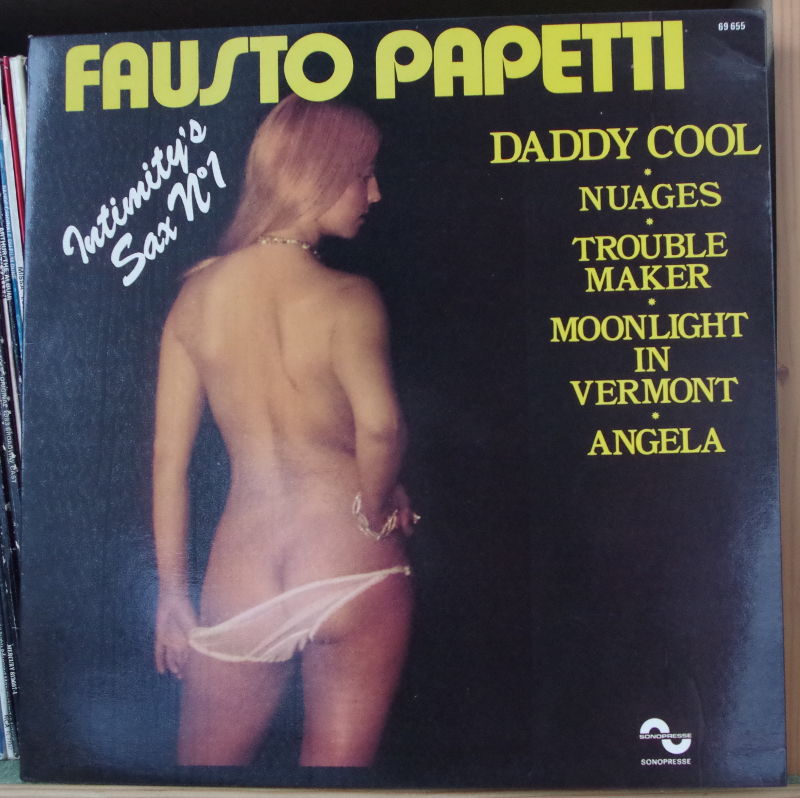 69 655
FAUSTO PAPETTI
Intimity's
Sax N°1
DADDY COOL
*
NUAGES
*
TROUBLE
MAKER
*
MOONLIGHT
IN
VERMONT
*
ANGELA
SONOPRESSE
SONOPRESSE